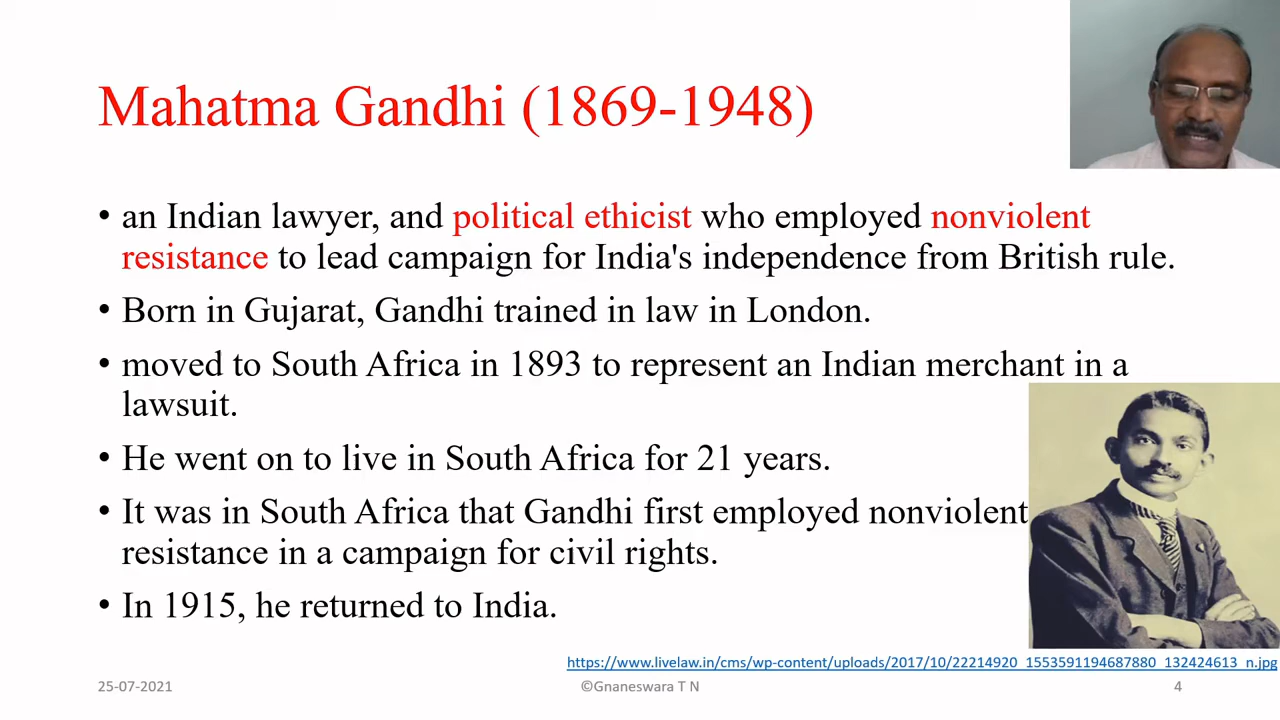 Mahatma Gandhi (1869-1948)
• an Indian lawyer, and political ethicist who employed nonviolent
resistance to lead campaign for India's independence from British rule.
• Born in Gujarat, Gandhi trained in law in London.
• moved to South Africa in 1893 to represent an Indian merchant in a
lawsuit.
• He went on to live in South Africa for 21 years.
• It was in South Africa that Gandhi first employed nonviolent
resistance in a campaign for civil rights.
• In 1915, he returned to India.
https://www.livelaw.in/cms/wp-content/uploads/2017/10/22214920_1553591194687880_132424613_n.jpg
25-07-2021
©Gnaneswara T N
4